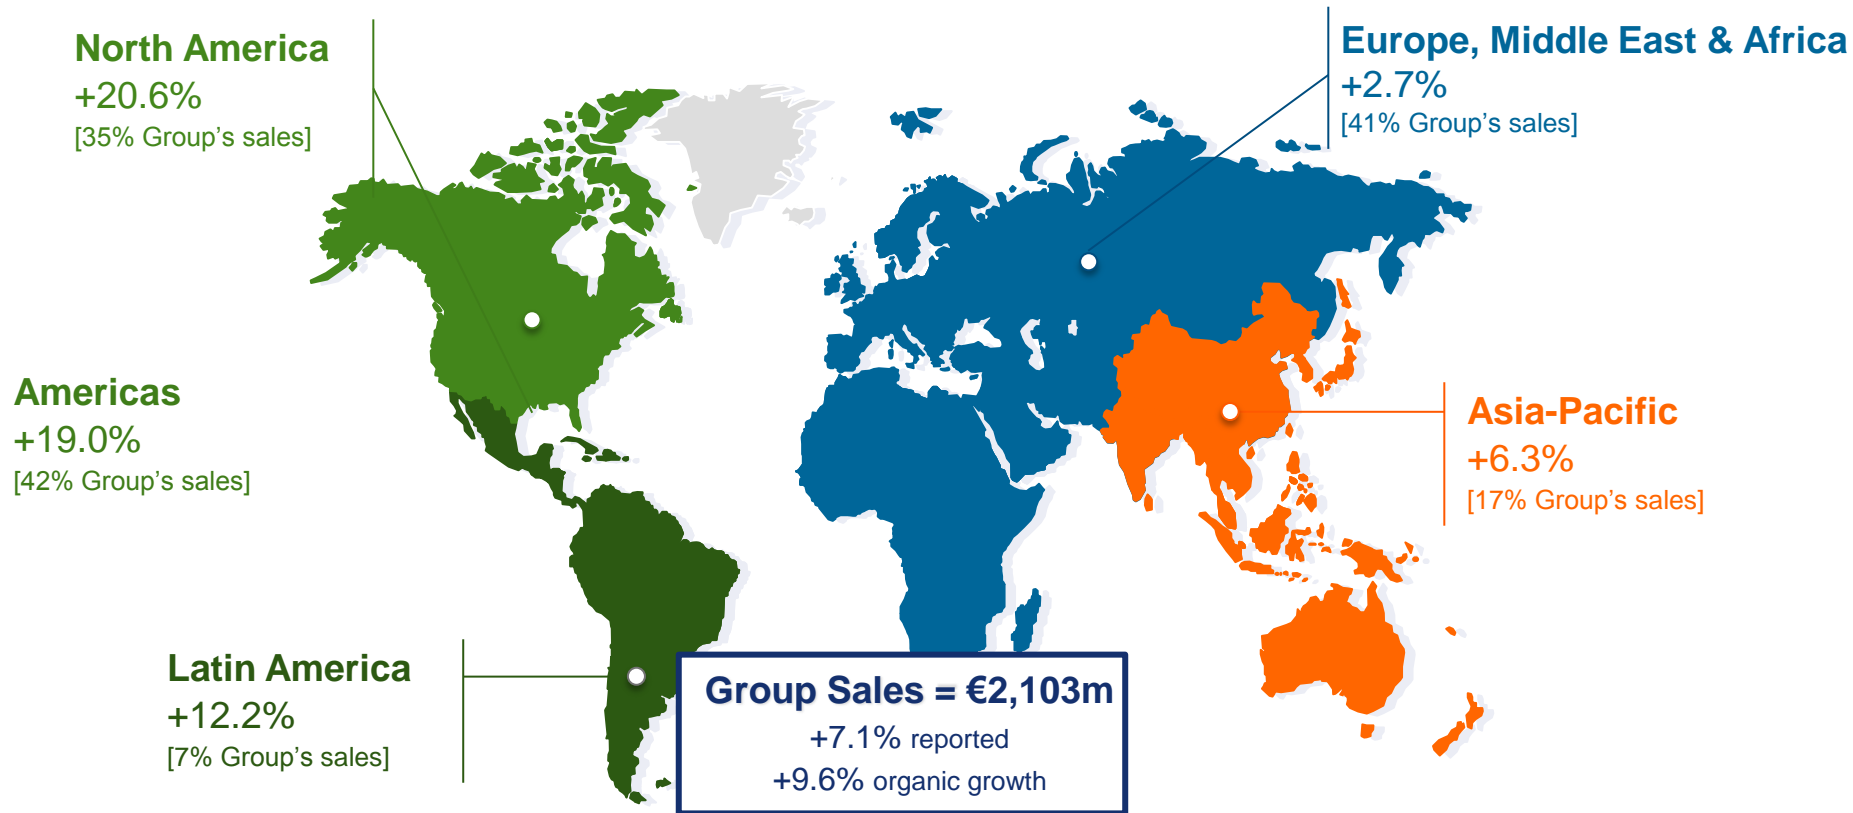 North America
+20.6%
[35% Group's sales]
Europe, Middle East & Africa
+2.7%
[41% Group's sales]
Americas
+19.0%
[42% Group's sales]
Asia-Pacific
+6.3%
[17% Group's sales]
Latin America
+12.2%
[7% Group's sales]
Group Sales = €2,103m
+7.1% reported
+9.6% organic growth